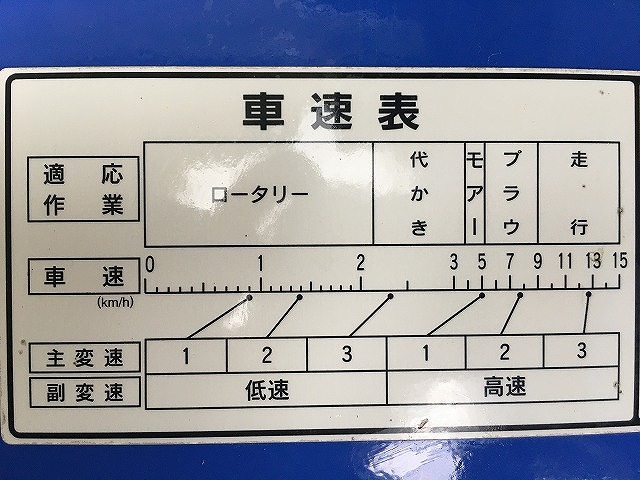 車速表
適応作業
ロータリー
代かき
モアー
プラウ
走行
車速
(km/h)
0 1 2 3 5 7 9 11 13 15
主変速 1 2 3 1 2 3
副変速 低速 高速